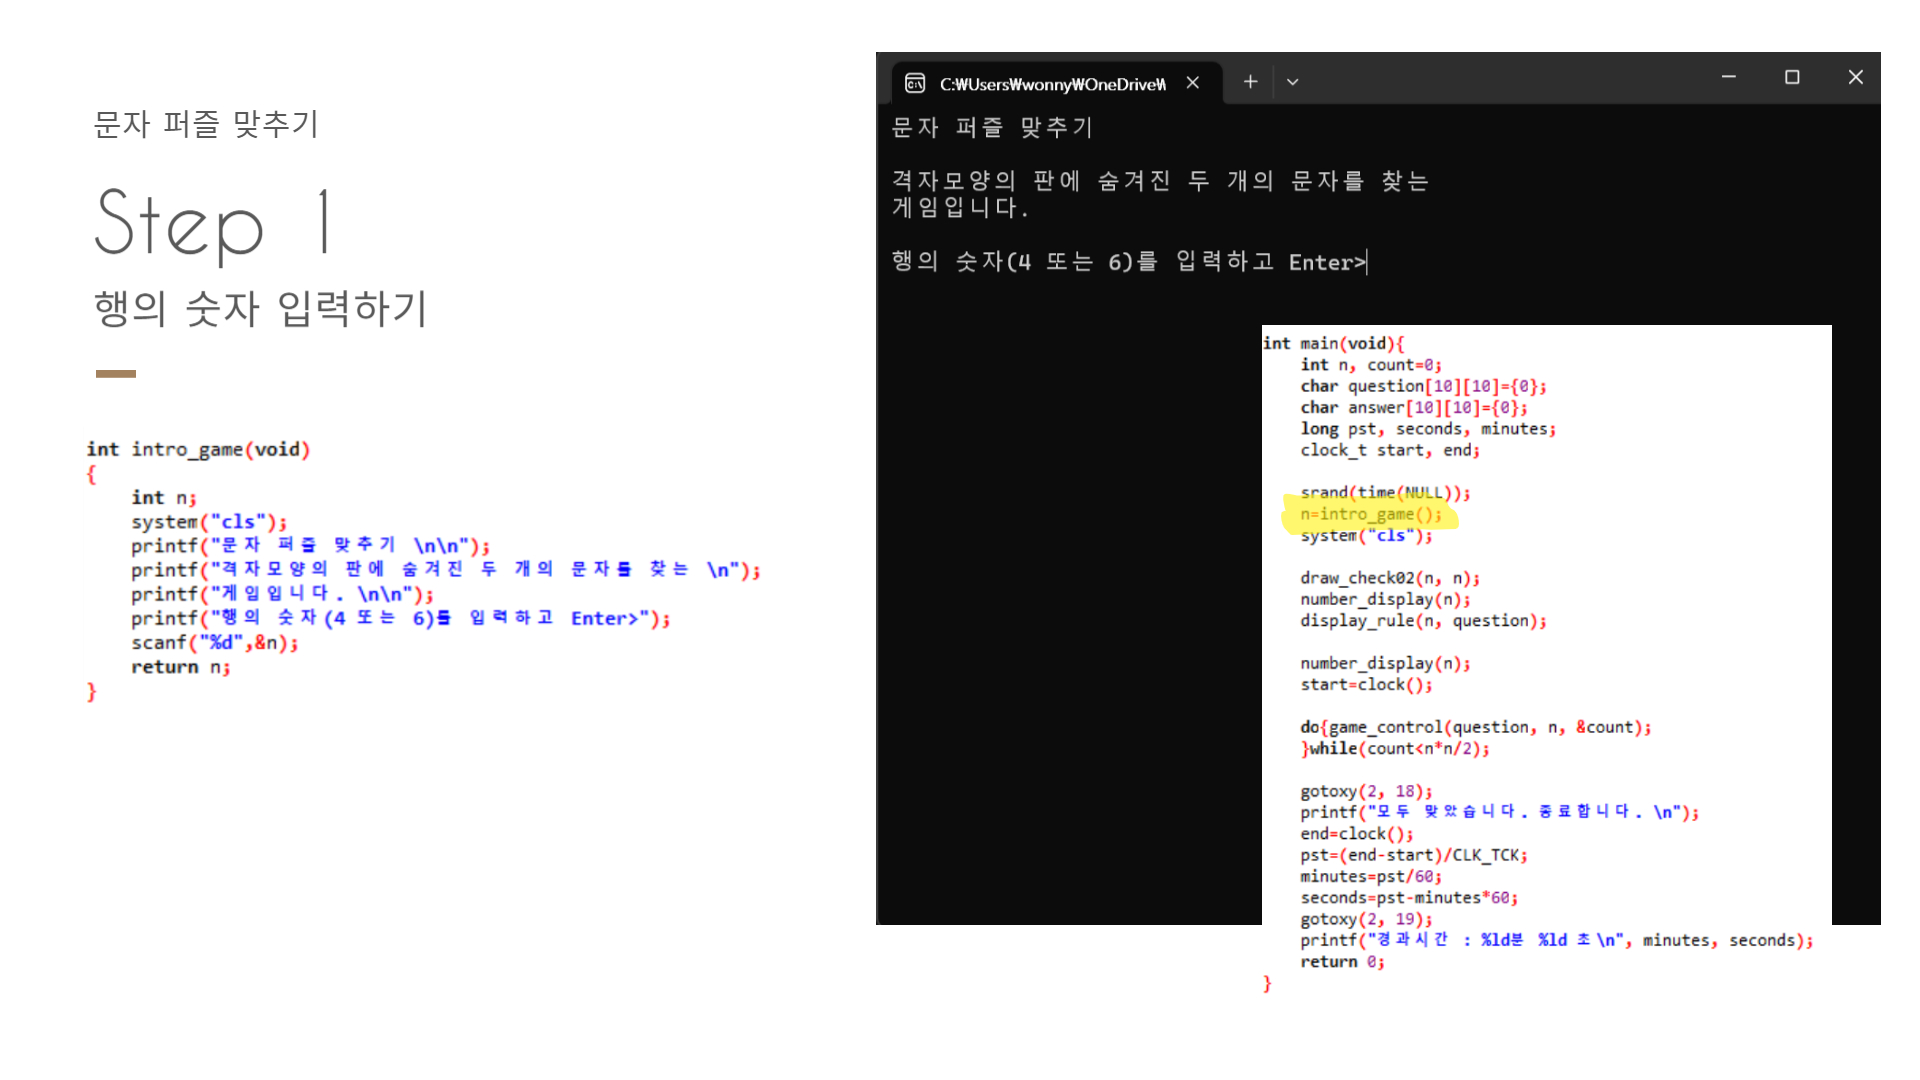 문자 퍼즐 맞추기
Step 1
행의 숫자 입력하기
int intro_game(void)
{
    int n;
    system("cls");
    printf("문자 퍼즐 맞추기 \n\n");
    printf("격자모양의 판에 숨겨진 두 개의 문자를 찾는 \n");
    printf("게임입니다. \n\n");
    printf("행의 숫자(4 또는 6)를 입력하고 Enter>");
    scanf("%d",&n);
    return n;
}
C:₩Users₩wonny₩OneDrive₩
문자 퍼즐 맞추기
격자모양의 판에 숨겨진 두 개의 문자를 찾는
게임입니다.
행의 숫자(4 또는 6)를 입력하고 Enter>
int main(void){
    int n, count=0;
    char question[10][10]={0};
    char answer[10][10]={0};
    long pst, seconds, minutes;
    clock_t start, end;
    srand(time(NULL));
    n=intro_game();
    system("cls");
    draw_check02(n, n);
    number_display(n);
    display_rule(n, question);
    number_display(n);
    start=clock();
    do{game_control(question, n, &count);
    }while(count<n*n/2);
    gotoxy(2, 18);
    printf("모두 맞았습니다. 종료합니다. \n");
    end=clock();
    pst=(end-start)/CLK_TCK;
    minutes=pst/60;
    seconds=pst-minutes*60;
    gotoxy(2, 19);
    printf("경과시간 : %ld분 %ld 초\n", minutes, seconds);
    return 0;
}